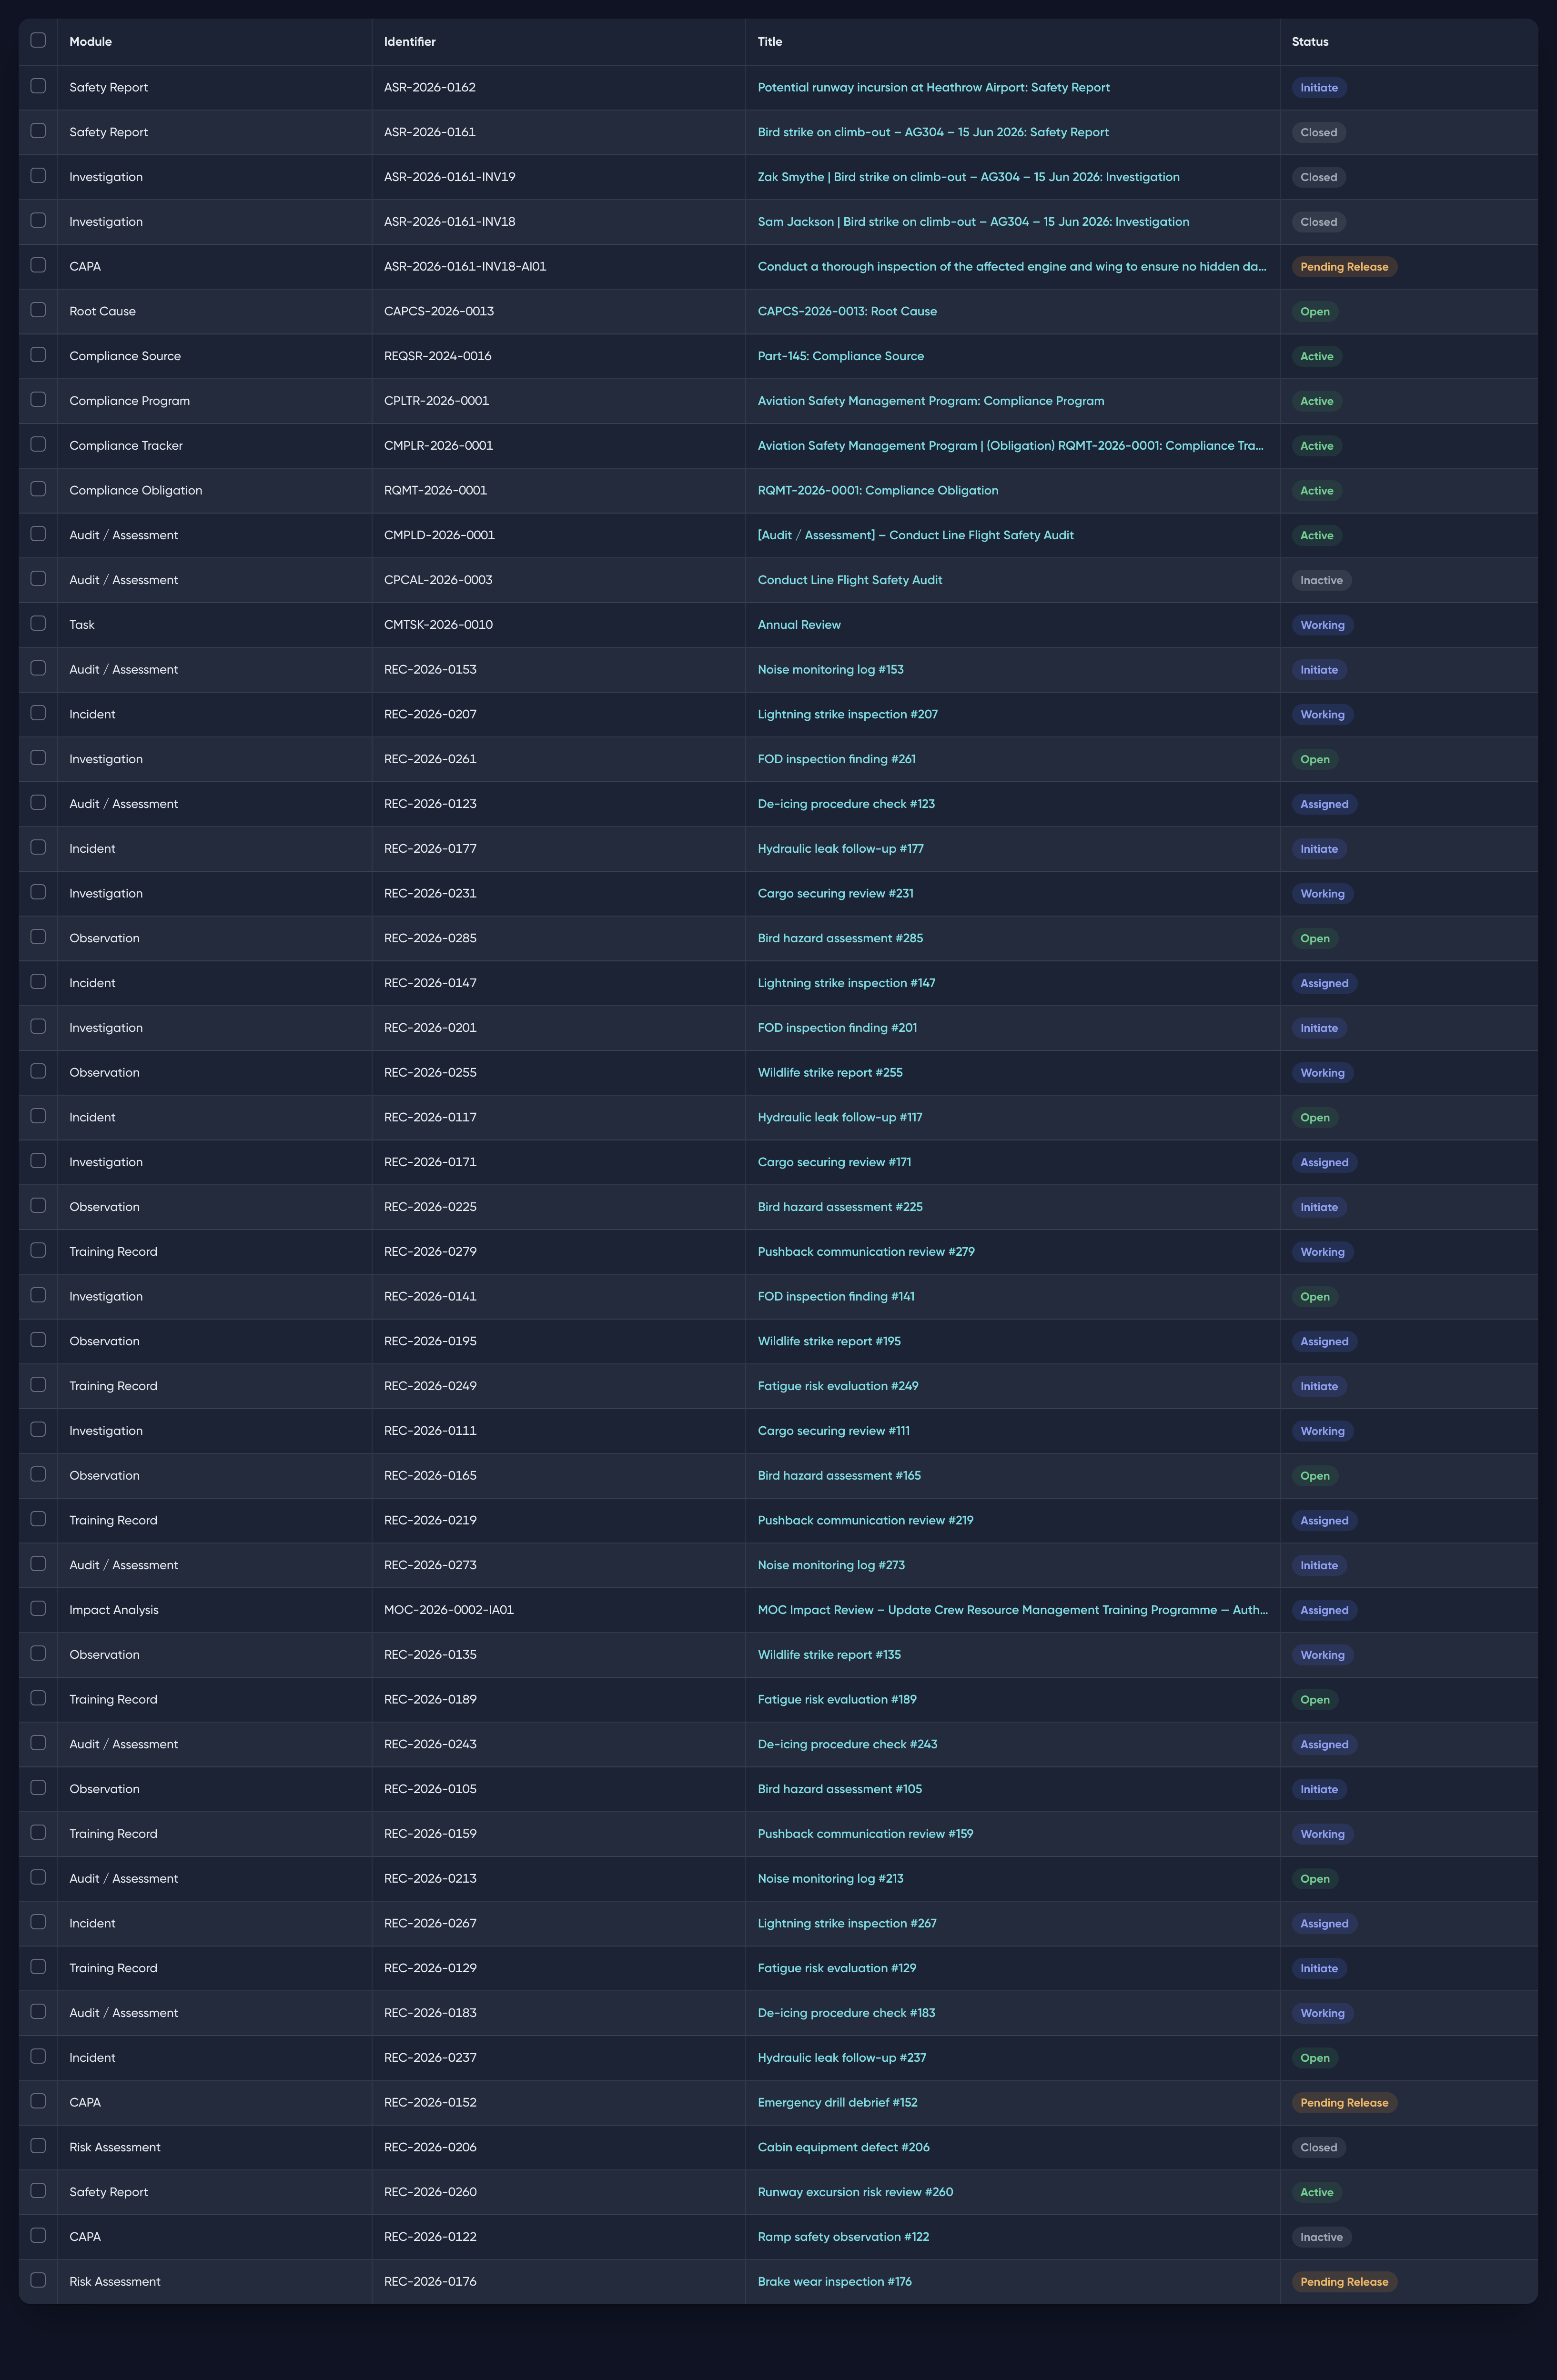 Module Identifier Title Status
Safety Report ASR-2026-0162 Potential runway incursion at Heathrow Airport: Safety Report Initiate
Safety Report ASR-2026-0161 Bird strike on climb-out – AG304 – 15 Jun 2026: Safety Report Closed
Investigation ASR-2026-0161-INV19 Zak Smythe | Bird strike on climb-out – AG304 – 15 Jun 2026: Investigation Closed
Investigation ASR-2026-0161-INV18 Sam Jackson | Bird strike on climb-out – AG304 – 15 Jun 2026: Investigation Closed
CAPA ASR-2026-0161-INV18-AI01 Conduct a thorough inspection of the affected engine and wing to ensure no hidden da... Pending Release
Root Cause CAPCS-2026-0013 CAPCS-2026-0013: Root Cause Open
Compliance Source REQSR-2024-0016 Part-145: Compliance Source Active
Compliance Program CPLTR-2026-0001 Aviation Safety Management Program: Compliance Program Active
Compliance Tracker CMPLR-2026-0001 Aviation Safety Management Program | (Obligation) RQMT-2026-0001: Compliance Tra... Active
Compliance Obligation RQMT-2026-0001 RQMT-2026-0001: Compliance Obligation Active
Audit / Assessment CMPLD-2026-0001 [Audit / Assessment] – Conduct Line Flight Safety Audit Active
Audit / Assessment CPCAL-2026-0003 Conduct Line Flight Safety Audit Inactive
Task CMTSK-2026-0010 Annual Review Working
Audit / Assessment REC-2026-0153 Noise monitoring log #153 Initiate
Incident REC-2026-0207 Lightning strike inspection #207 Working
Investigation REC-2026-0261 FOD inspection finding #261 Open
Audit / Assessment REC-2026-0123 De-icing procedure check #123 Assigned
Incident REC-2026-0177 Hydraulic leak follow-up #177 Initiate
Investigation REC-2026-0231 Cargo securing review #231 Working
Observation REC-2026-0285 Bird hazard assessment #285 Open
Incident REC-2026-0147 Lightning strike inspection #147 Assigned
Investigation REC-2026-0201 FOD inspection finding #201 Initiate
Observation REC-2026-0255 Wildlife strike report #255 Working
Incident REC-2026-0117 Hydraulic leak follow-up #117 Open
Investigation REC-2026-0171 Cargo securing review #171 Assigned
Observation REC-2026-0225 Bird hazard assessment #225 Initiate
Training Record REC-2026-0279 Pushback communication review #279 Working
Investigation REC-2026-0141 FOD inspection finding #141 Open
Observation REC-2026-0195 Wildlife strike report #195 Assigned
Training Record REC-2026-0249 Fatigue risk evaluation #249 Initiate
Investigation REC-2026-0111 Cargo securing review #111 Working
Observation REC-2026-0165 Bird hazard assessment #165 Open
Training Record REC-2026-0219 Pushback communication review #219 Assigned
Audit / Assessment REC-2026-0273 Noise monitoring log #273 Initiate
Impact Analysis MOC-2026-0002-IA01 MOC Impact Review – Update Crew Resource Management Training Programme — Auth... Assigned
Observation REC-2026-0135 Wildlife strike report #135 Working
Training Record REC-2026-0189 Fatigue risk evaluation #189 Open
Audit / Assessment REC-2026-0243 De-icing procedure check #243 Assigned
Observation REC-2026-0105 Bird hazard assessment #105 Initiate
Training Record REC-2026-0159 Pushback communication review #159 Working
Audit / Assessment REC-2026-0213 Noise monitoring log #213 Open
Incident REC-2026-0267 Lightning strike inspection #267 Assigned
Training Record REC-2026-0129 Fatigue risk evaluation #129 Initiate
Audit / Assessment REC-2026-0183 De-icing procedure check #183 Working
Incident REC-2026-0237 Hydraulic leak follow-up #237 Open
CAPA REC-2026-0152 Emergency drill debrief #152 Pending Release
Risk Assessment REC-2026-0206 Cabin equipment defect #206 Closed
Safety Report REC-2026-0260 Runway excursion risk review #260 Active
CAPA REC-2026-0122 Ramp safety observation #122 Inactive
Risk Assessment REC-2026-0176 Brake wear inspection #176 Pending Release